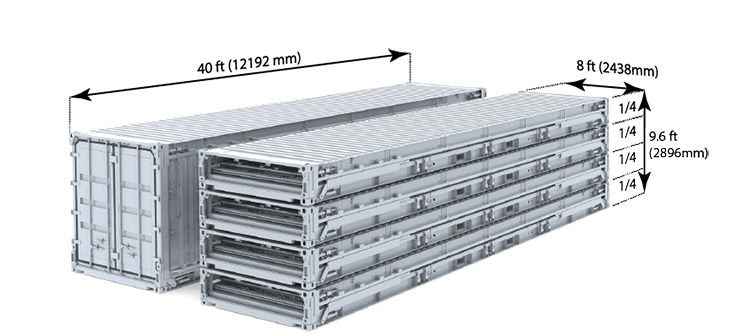 40 ft (12192 mm)
8 ft (2438mm)
1/4
1/4
1/4
1/4
9.6 ft
(2896mm)